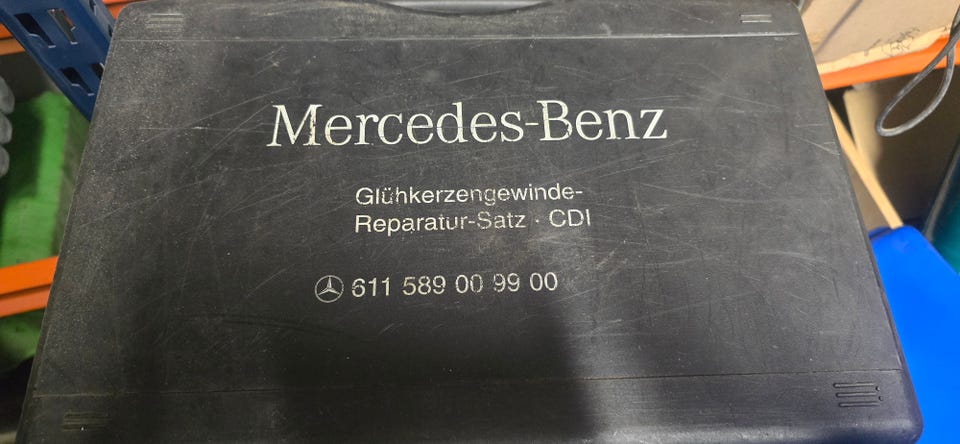 Mercedes-Benz
Glühkerzengewinde-
Reparatur-Satz · CDI
611 589 00 99 00